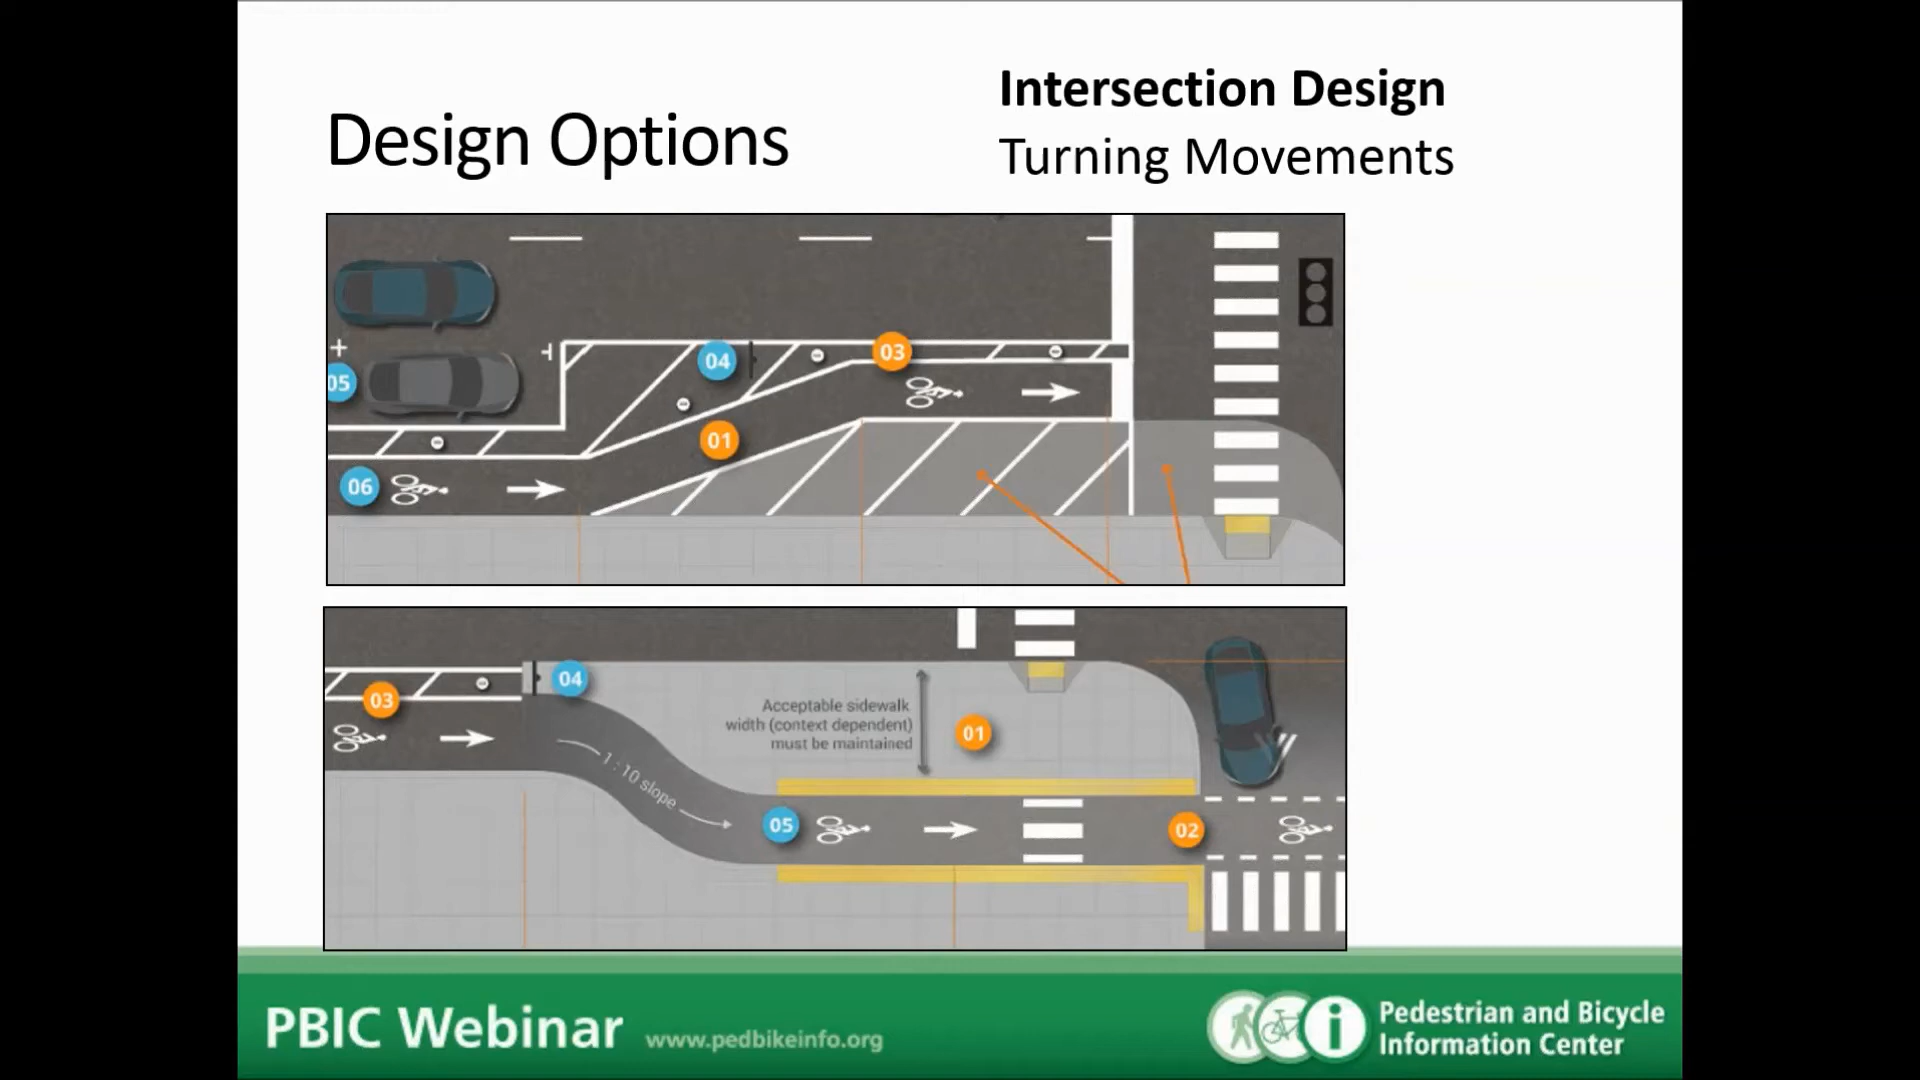 Design Options
Intersection Design
Turning Movements
04
03
05
01
06
03
04
Acceptable sidewalk
width (context dependent)
must be maintained
01
1 : 10 slope
05
02
PBIC Webinar
www.pedbikeinfo.org
i
Pedestrian and Bicycle
Information Center